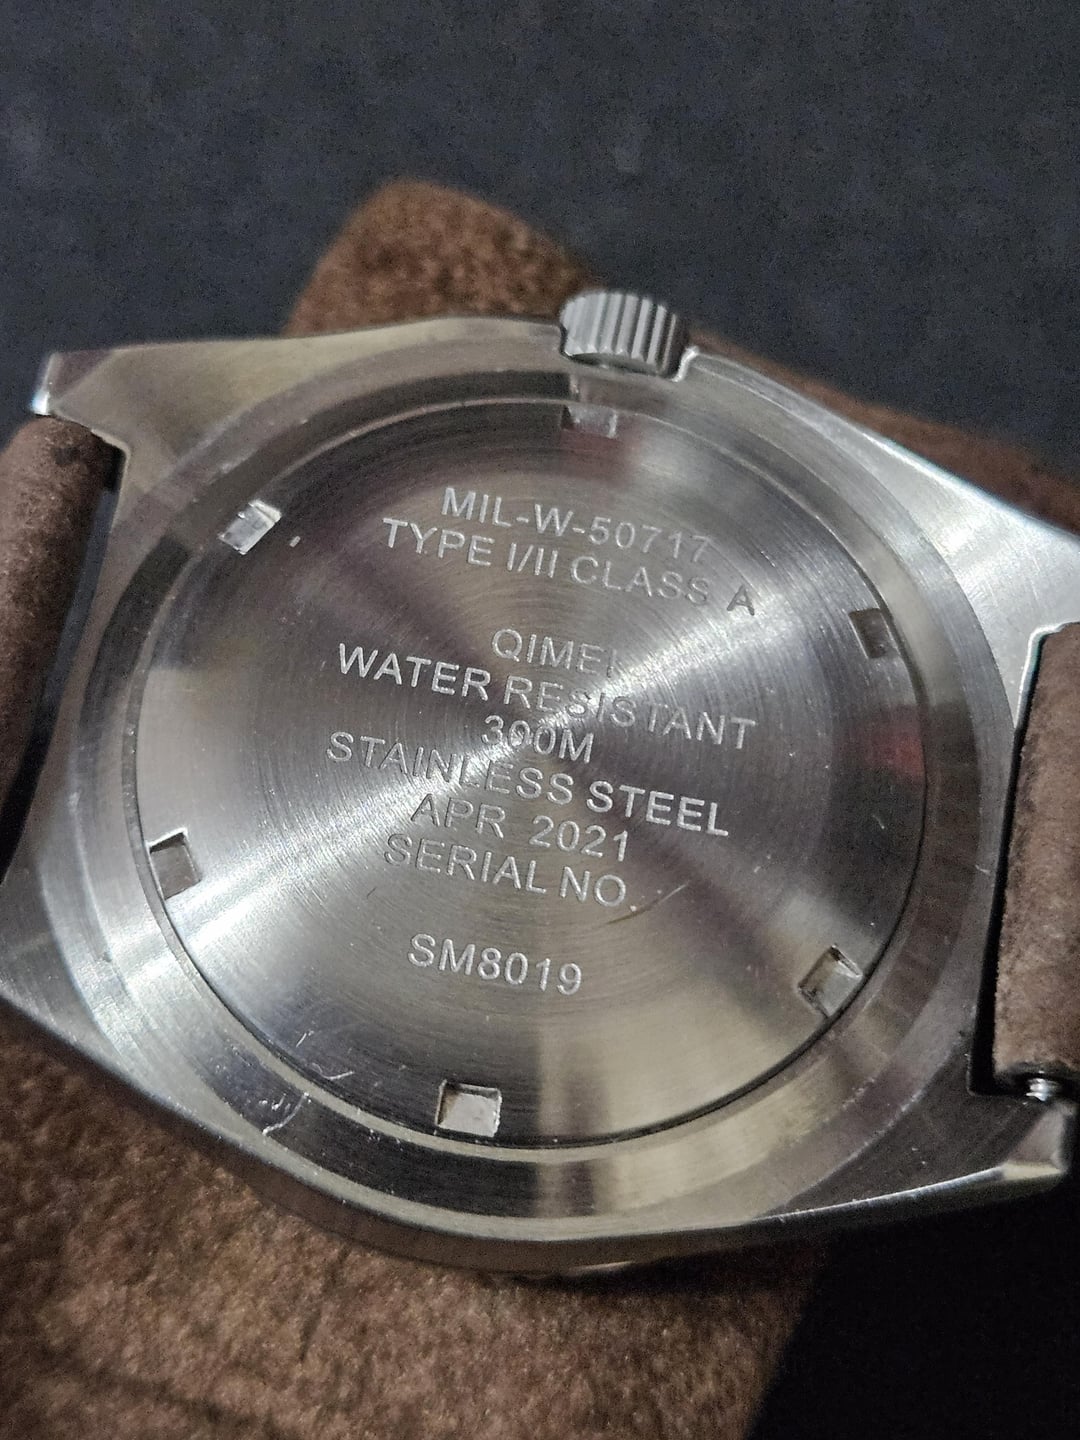 MIL-W-50717
TYPE I/II CLASS A
QIMEI
WATER RESISTANT
300M
STAINLESS STEEL
APR 2021
SERIAL NO.
SM8019